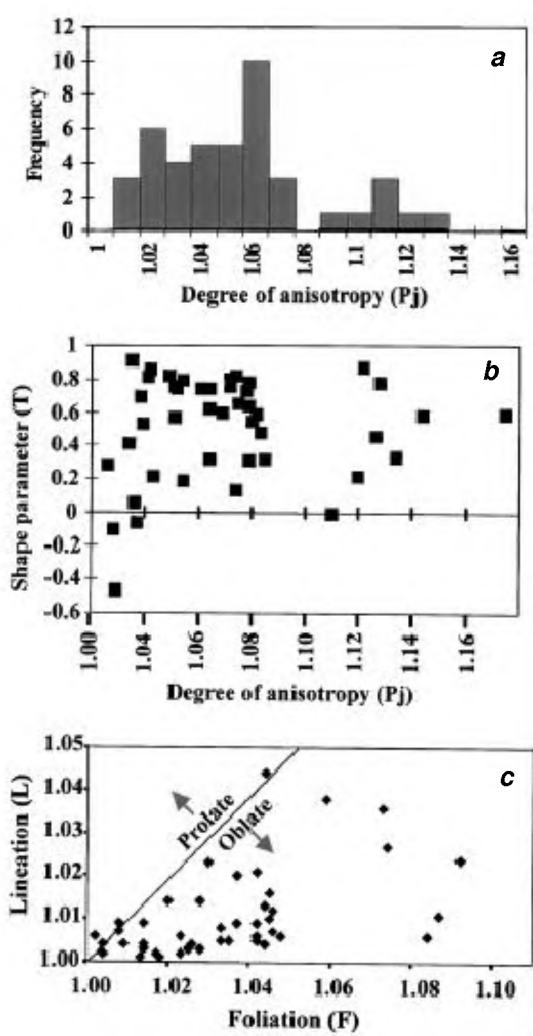 a
12
10
8
6
4
2
0
Frequency
1 1.02 1.04 1.06 1.08 1.1 1.12 1.14 1.16
Degree of anisotropy (Pj)
b
1
0.8
0.6
0.4
0.2
0
-0.2
-0.4
-0.6
Shape parameter (T)
1.00 1.04 1.06 1.08 1.10 1.12 1.14 1.16
Degree of anisotropy (Pj)
c
1.05
1.04
1.03
1.02
1.01
1.00
Lineation (L)
Prolate
Oblate
1.00 1.02 1.04 1.06 1.08 1.10
Foliation (F)